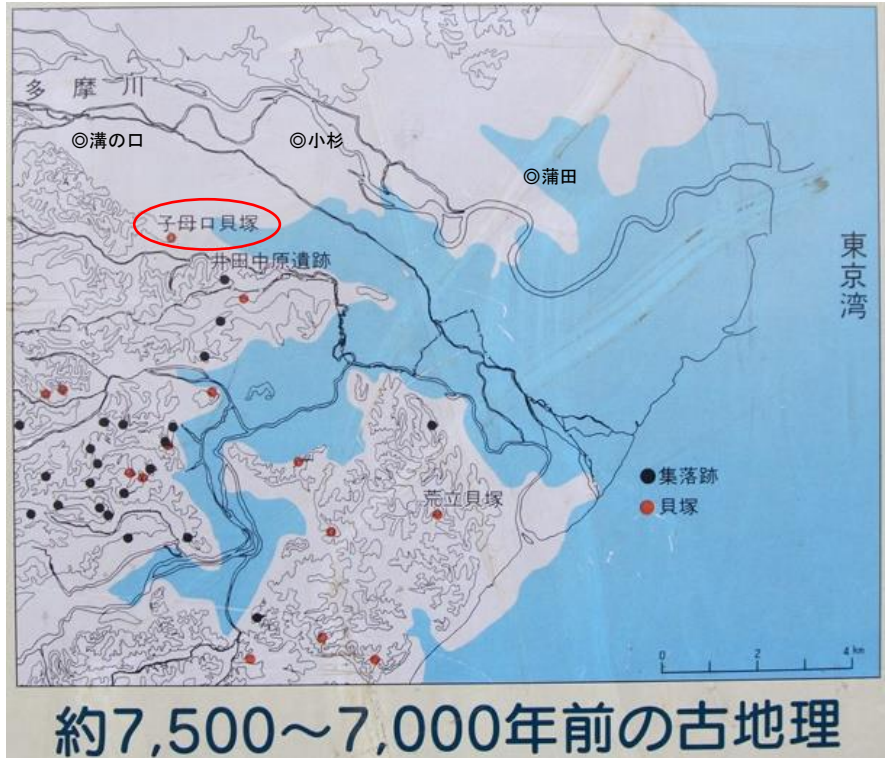 多摩川
◎溝の口
◎小杉
◎蒲田
子母口貝塚
井田中原遺跡
東京湾
●集落跡
荒立貝塚
●貝塚
0 2 4 km
約7,500〜7,000年前の古地理